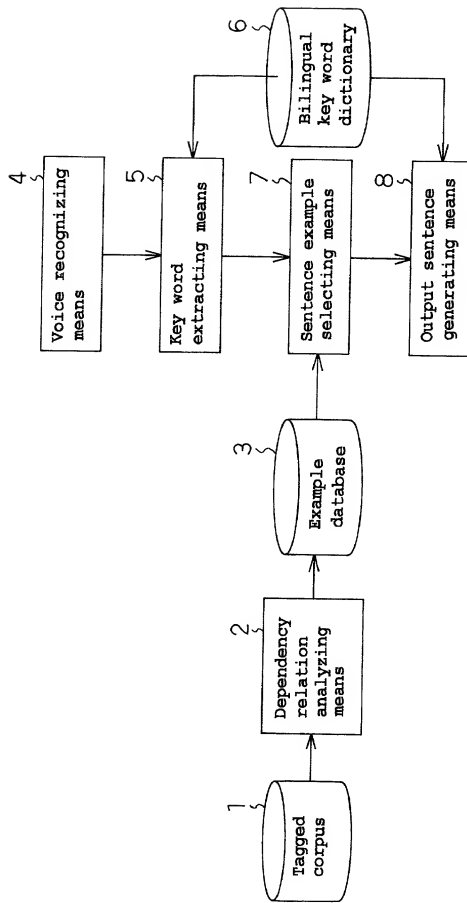 1
Tagged
corpus
2
Dependency
relation
analyzing
means
3
Example
database
4
Voice recognizing
means
5
Key word
extracting means
6
Bilingual
key word
dictionary
7
Sentence example
selecting means
8
Output sentence
generating means